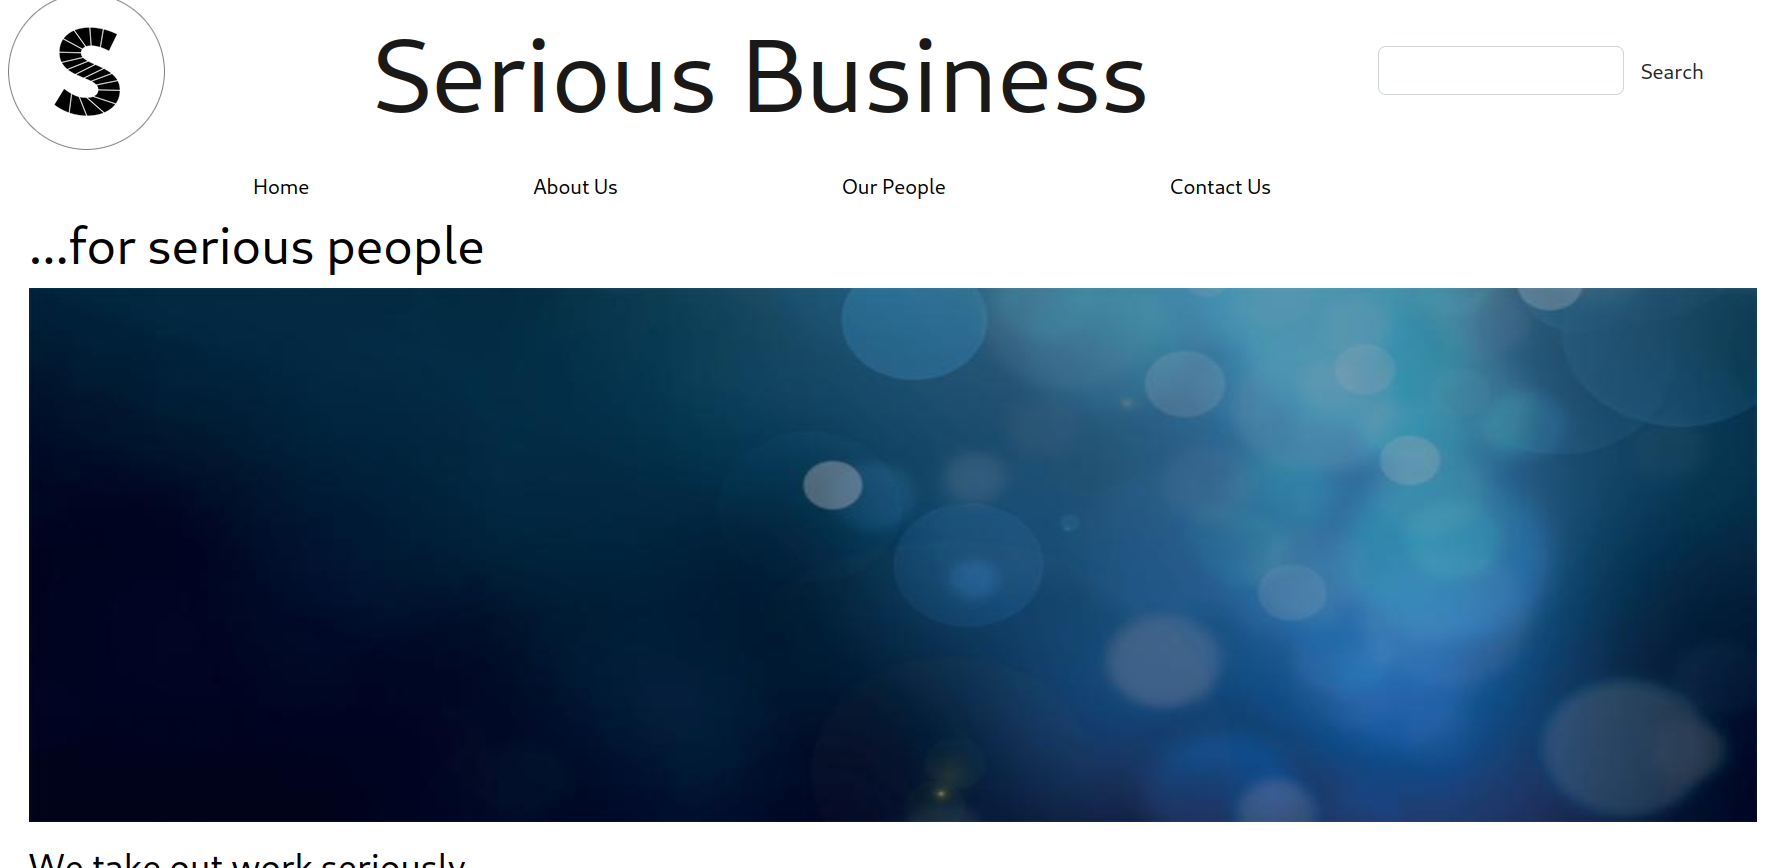 S
Serious Business
Search
Home
About Us
Our People
Contact Us
...for serious people
We take out work seriously